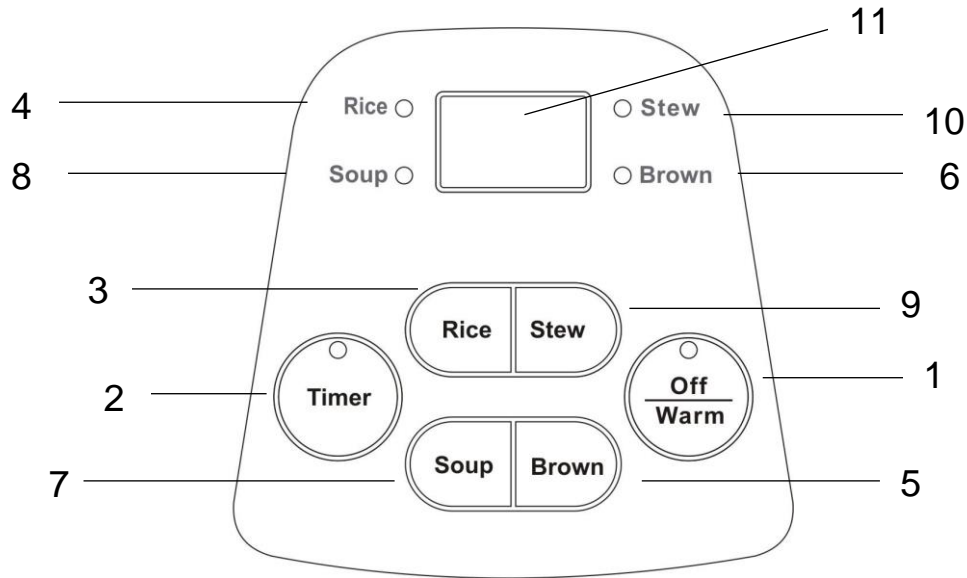 11
4 Rice Stew 10
8 Soup Brown 6
3 Rice Stew 9
2 Timer Off 1
Warm
7 Soup Brown 5